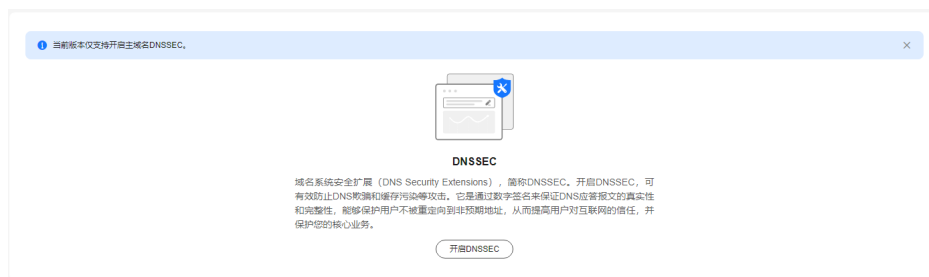 当前版本仅支持开启主域名DNSSEC。
DNSSEC
域名系统安全扩展（DNS Security Extensions），简称DNSSEC。开启DNSSEC，可
有效防止DNS欺骗和缓存污染等攻击。它是通过数字签名来保证DNS应答报文的真实性
和完整性，能够保护用户不被重定向到非预期地址，从而提高用户对互联网的信任，并
保护您的核心业务。
开启DNSSEC